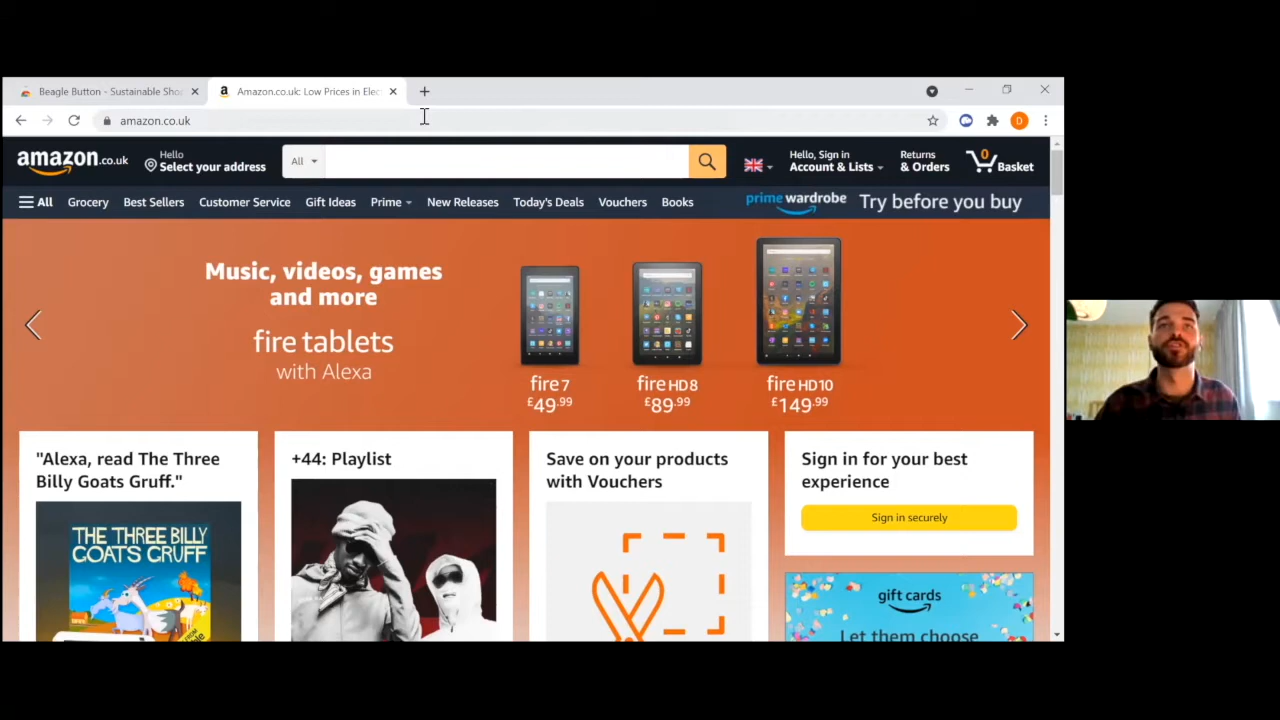 Beagle Button - Sustainable Sho
Amazon.co.uk: Low Prices in Elec
amazon.co.uk
D
amazon.co.uk
Hello
Select your address
All
Hello, Sign in
Account & Lists
Returns
& Orders
0
Basket
All
Grocery
Best Sellers
Customer Service
Gift Ideas
Prime
New Releases
Today's Deals
Vouchers
Books
prime wardrobe
Try before you buy
Music, videos, games
and more
fire tablets
with Alexa
fire 7
£49.99
fire HD 8
£89.99
fire HD 10
£149.99
"Alexa, read The Three
Billy Goats Gruff."
THE THREE BILLY
GOATS GRUFF
+44: Playlist
Save on your products
with Vouchers
Sign in for your best
experience
Sign in securely
gift cards
Let them choose